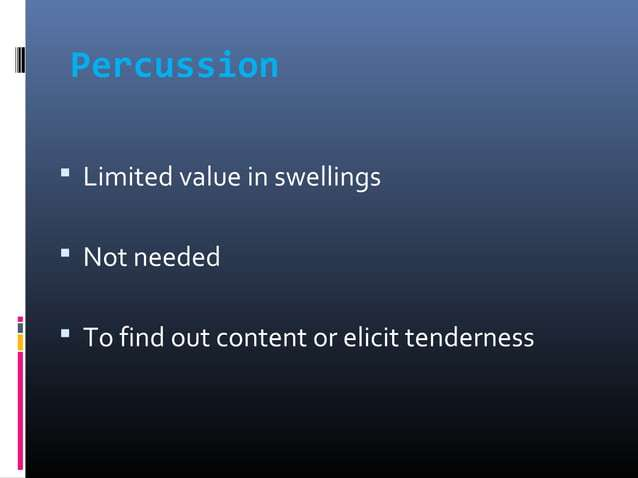 Percussion
▪ Limited value in swellings
▪ Not needed
▪ To find out content or elicit tenderness